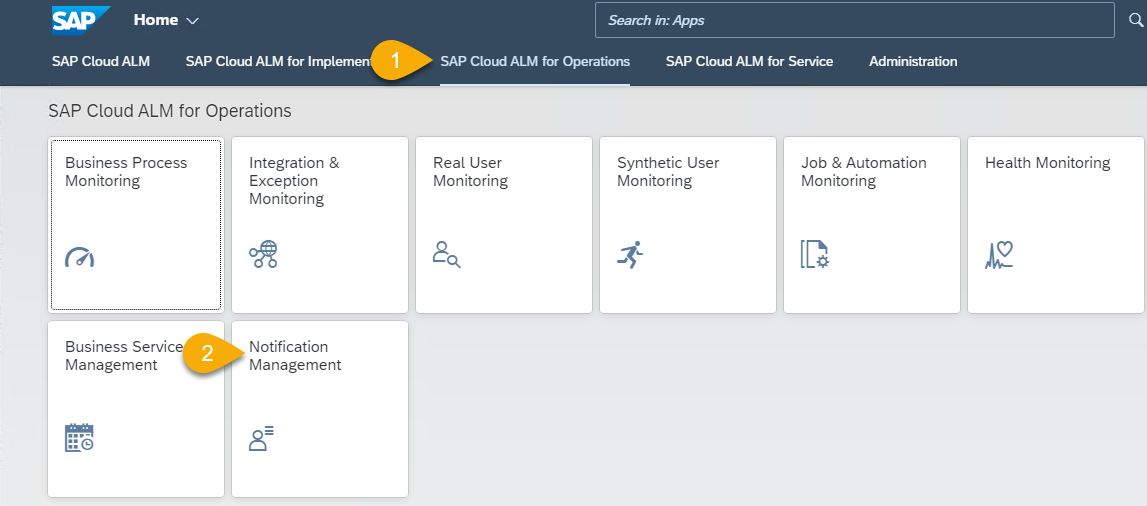 SAP Home
Search in: Apps
SAP Cloud ALM SAP Cloud ALM for Implement 1 SAP Cloud ALM for Operations SAP Cloud ALM for Service Administration
SAP Cloud ALM for Operations
Business Process
Monitoring
Integration &
Exception
Monitoring
Real User
Monitoring
Synthetic User
Monitoring
Job & Automation
Monitoring
Health Monitoring
Business Service
Management
2
Notification
Management